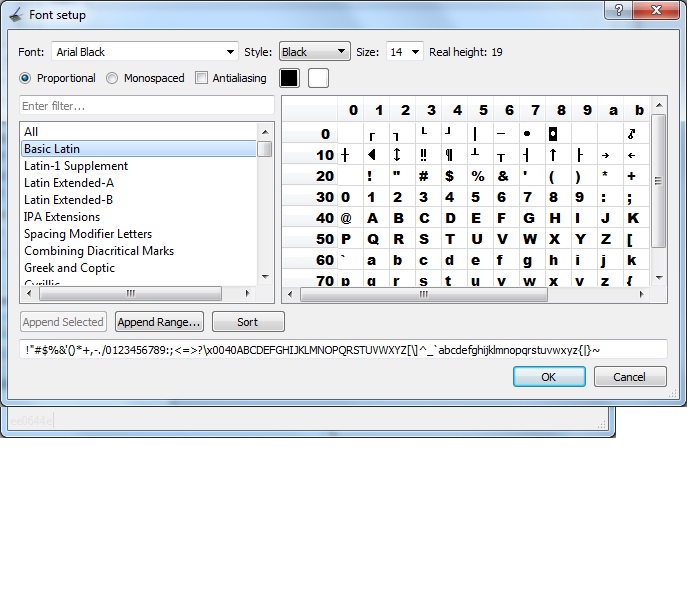 Font setup
Font: Arial Black Style: Black Size: 14 Real height: 19
Proportional Monospaced Antialiasing
Enter filter...
All
Basic Latin
Latin-1 Supplement
Latin Extended-A
Latin Extended-B
IPA Extensions
Spacing Modifier Letters
Combining Diacritical Marks
Greek and Coptic
Cyrillic
0 1 2 3 4 5 6 7 8 9 a b
0 ┌ ┐ └ ┘ | ─ • ◘ ♪
10 ┼ ◄ ↕ ‼ ¶ ┴ ┬ ┤ ↑ ├ → ←
20 ! " # $ % & ' ( ) * +
30 0 1 2 3 4 5 6 7 8 9 : ;
40 @ A B C D E F G H I J K
50 P Q R S T U V W X Y Z [
60 ` a b c d e f g h i j k
70 p q r s t u v w x y z {
Append Selected Append Range... Sort
!"#$%&'()*+,-./0123456789:;<=>?\x0040ABCDEFGHIJKLMNOPQRSTUVWXYZ[\]^_`abcdefghijklmnopqrstuvwxyz{|}~
OK Cancel